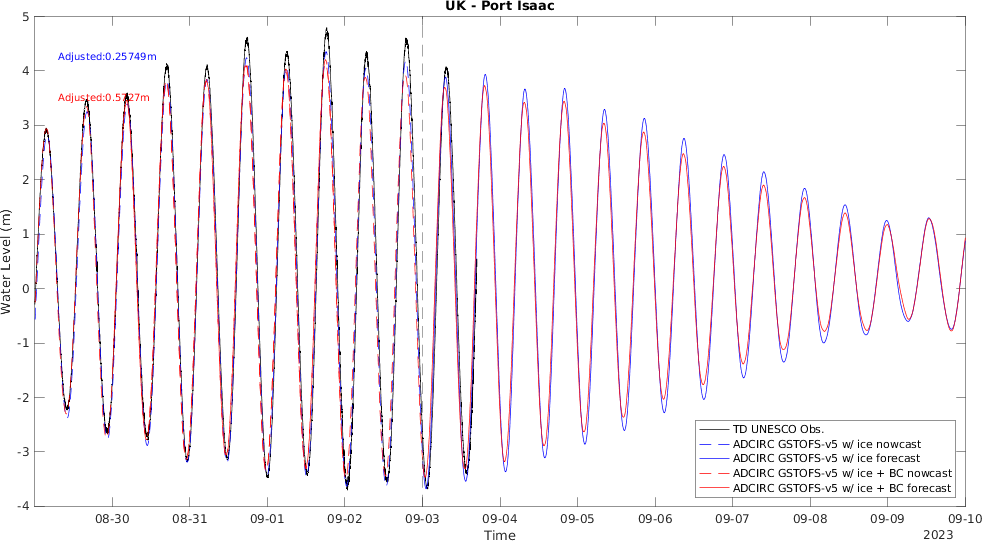 UK - Port Isaac
5
4
3
2
1
0
-1
-2
-3
-4
Water Level (m)
Adjusted:0.25749m
Adjusted:0.5727m
TD UNESCO Obs.
ADCIRC GSTOFS-v5 w/ ice nowcast
ADCIRC GSTOFS-v5 w/ ice forecast
ADCIRC GSTOFS-v5 w/ ice + BC nowcast
ADCIRC GSTOFS-v5 w/ ice + BC forecast
08-30 08-31 09-01 09-02 09-03 09-04 09-05 09-06 09-07 09-08 09-09 09-10
Time
2023